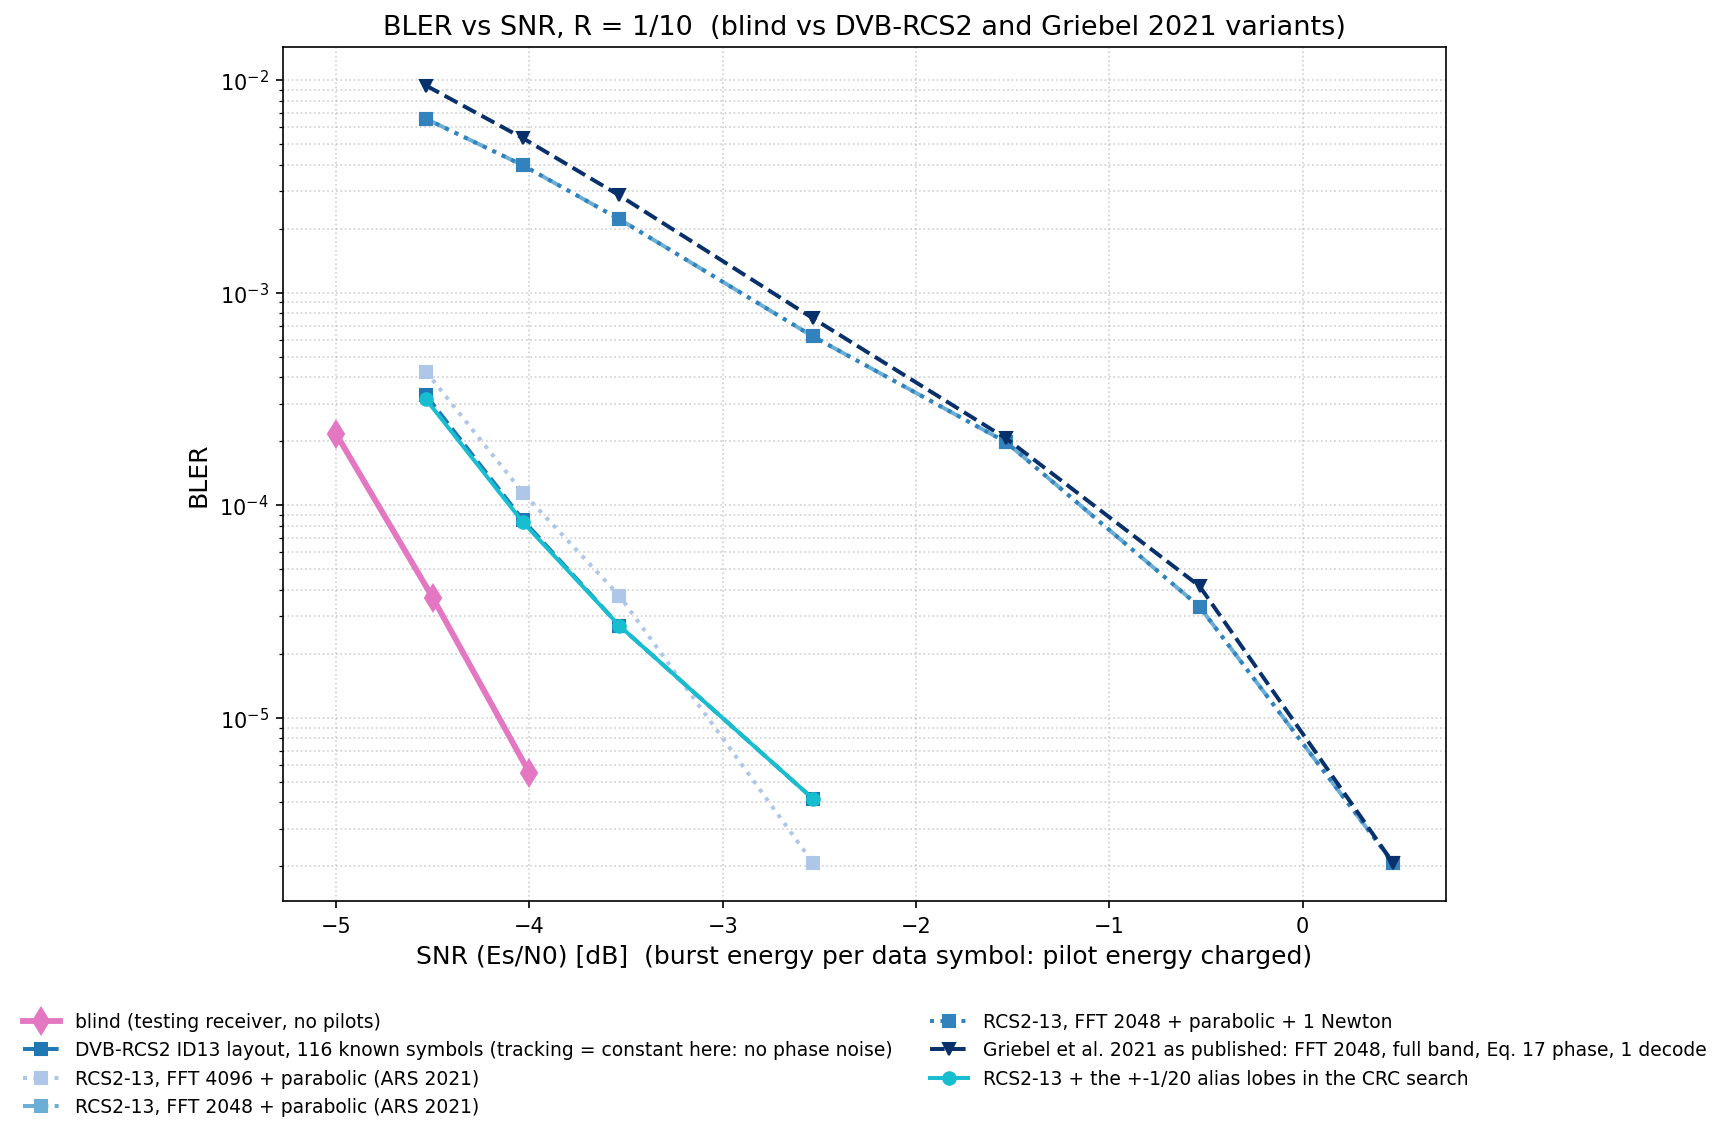 BLER vs SNR, R = 1/10  (blind vs DVB-RCS2 and Griebel 2021 variants)
10−2
10−3
10−4
10−5
BLER
−5 −4 −3 −2 −1 0
SNR (Es/N0) [dB]  (burst energy per data symbol: pilot energy charged)
blind (testing receiver, no pilots)
DVB-RCS2 ID13 layout, 116 known symbols (tracking = constant here: no phase noise)
RCS2-13, FFT 4096 + parabolic (ARS 2021)
RCS2-13, FFT 2048 + parabolic (ARS 2021)
RCS2-13, FFT 2048 + parabolic + 1 Newton
Griebel et al. 2021 as published: FFT 2048, full band, Eq. 17 phase, 1 decode
RCS2-13 + the +-1/20 alias lobes in the CRC search